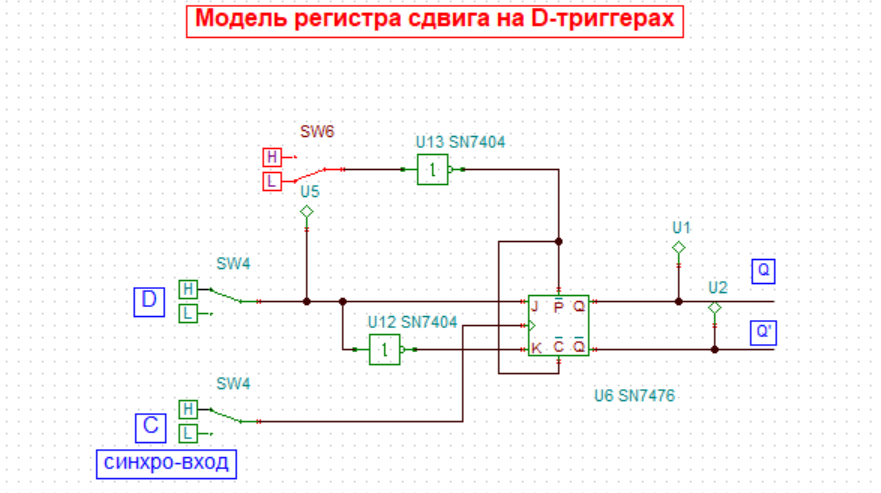 Модель регистра сдвига на D-триггерах
SW6
U13 SN7404
H
1
L
U5
U1
SW4
Q
U2
D
H
L
J P̅ Q
U12 SN7404
Q'
1
K C̅ Q̅
SW4
U6 SN7476
H
C
L
синхро-вход